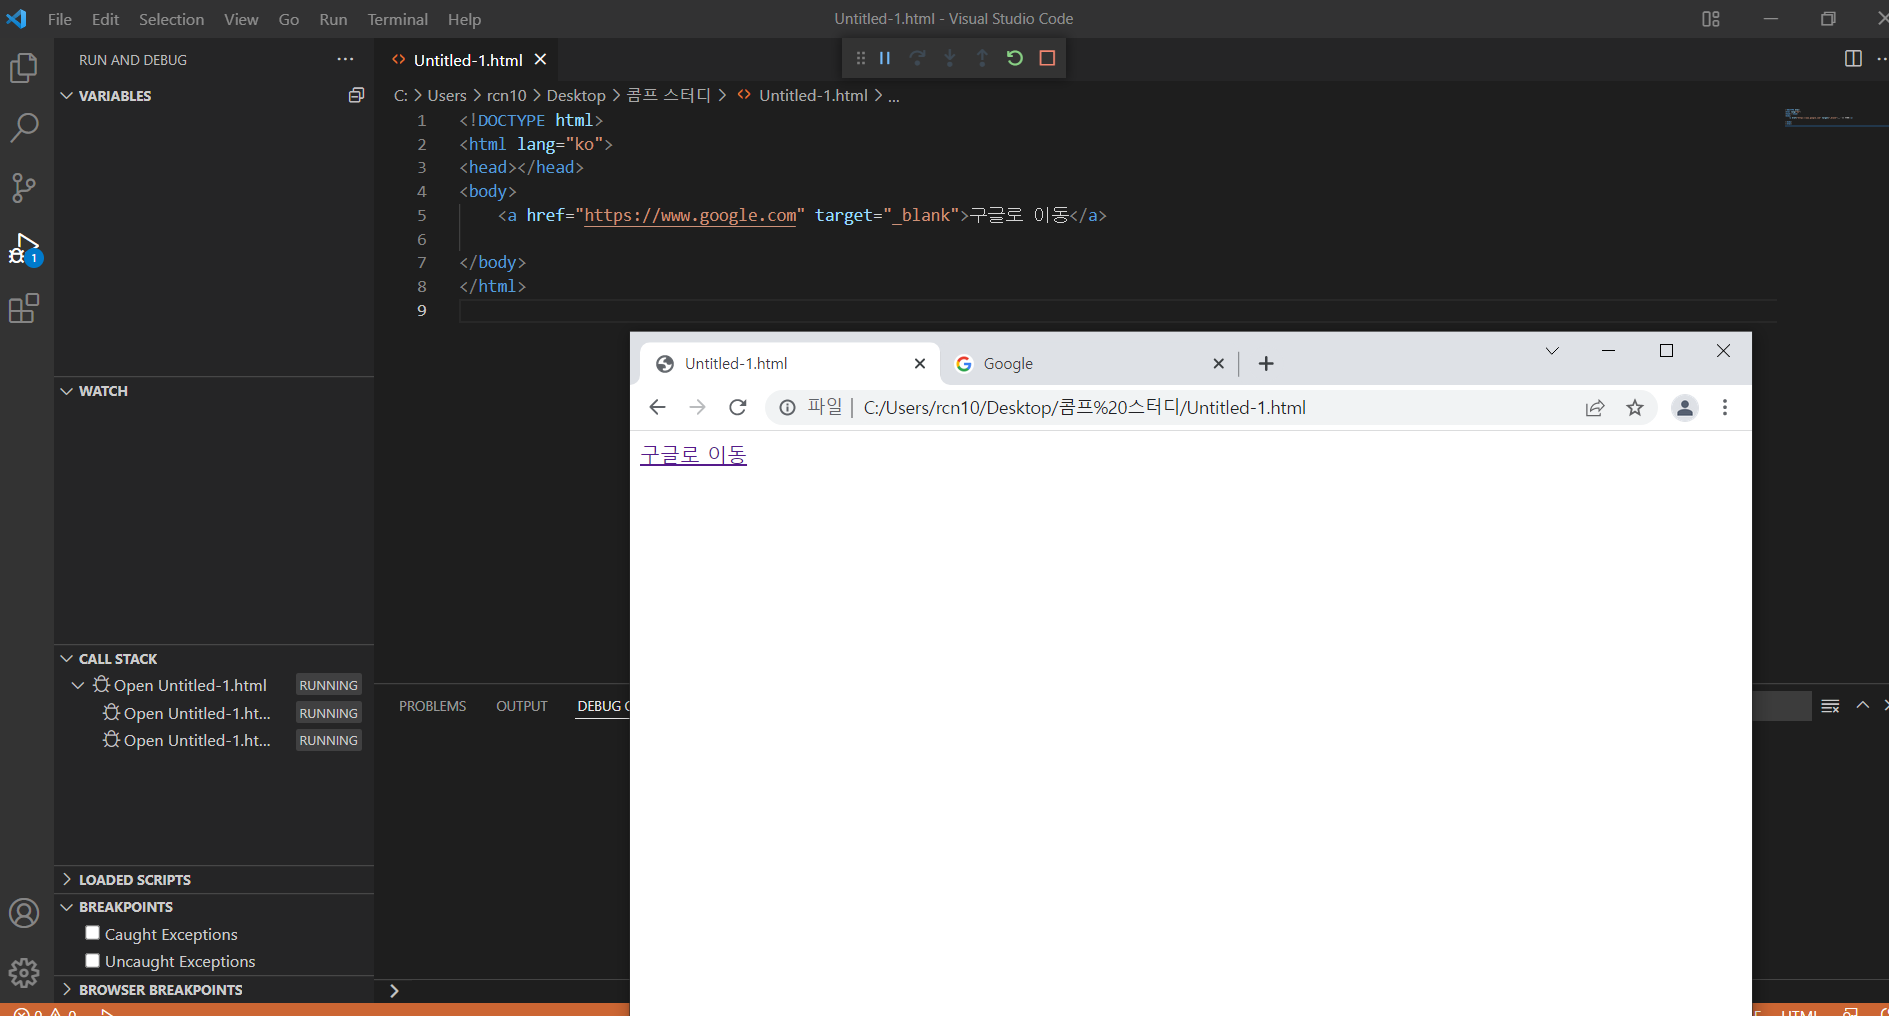 File Edit Selection View Go Run Terminal Help
Untitled-1.html - Visual Studio Code
RUN AND DEBUG
Untitled-1.html
VARIABLES
C: > Users > rcn10 > Desktop > 콤프 스터디 > <> Untitled-1.html > ...
1 <!DOCTYPE html>
2 <html lang="ko">
3 <head></head>
4 <body>
5 <a href="https://www.google.com" target="_blank">구글로 이동</a>
6
7 </body>
8 </html>
9
1
WATCH
CALL STACK
Open Untitled-1.html RUNNING
Open Untitled-1.ht... RUNNING
Open Untitled-1.ht... RUNNING
LOADED SCRIPTS
BREAKPOINTS
Caught Exceptions
Uncaught Exceptions
BROWSER BREAKPOINTS
PROBLEMS OUTPUT DEBUG
Untitled-1.html
Google
파일 | C:/Users/rcn10/Desktop/콤프%20스터디/Untitled-1.html
구글로 이동